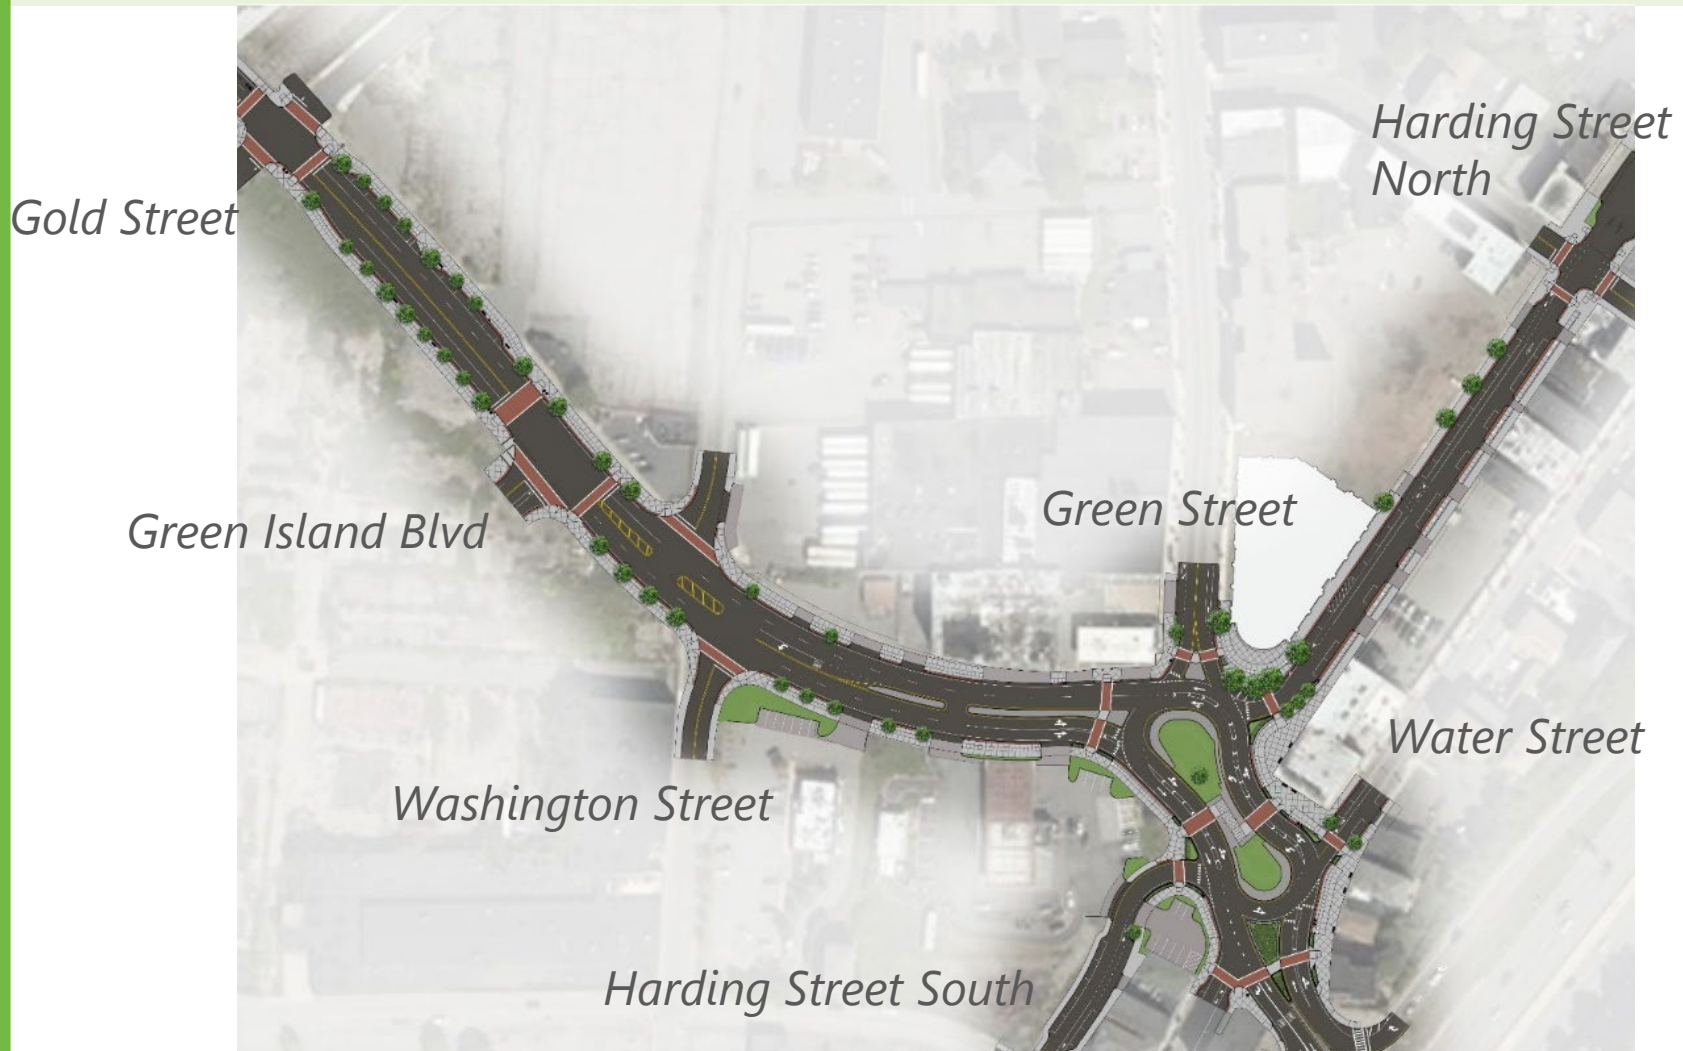 Harding Street
North
Gold Street
Green Street
Green Island Blvd
Water Street
Washington Street
Harding Street South